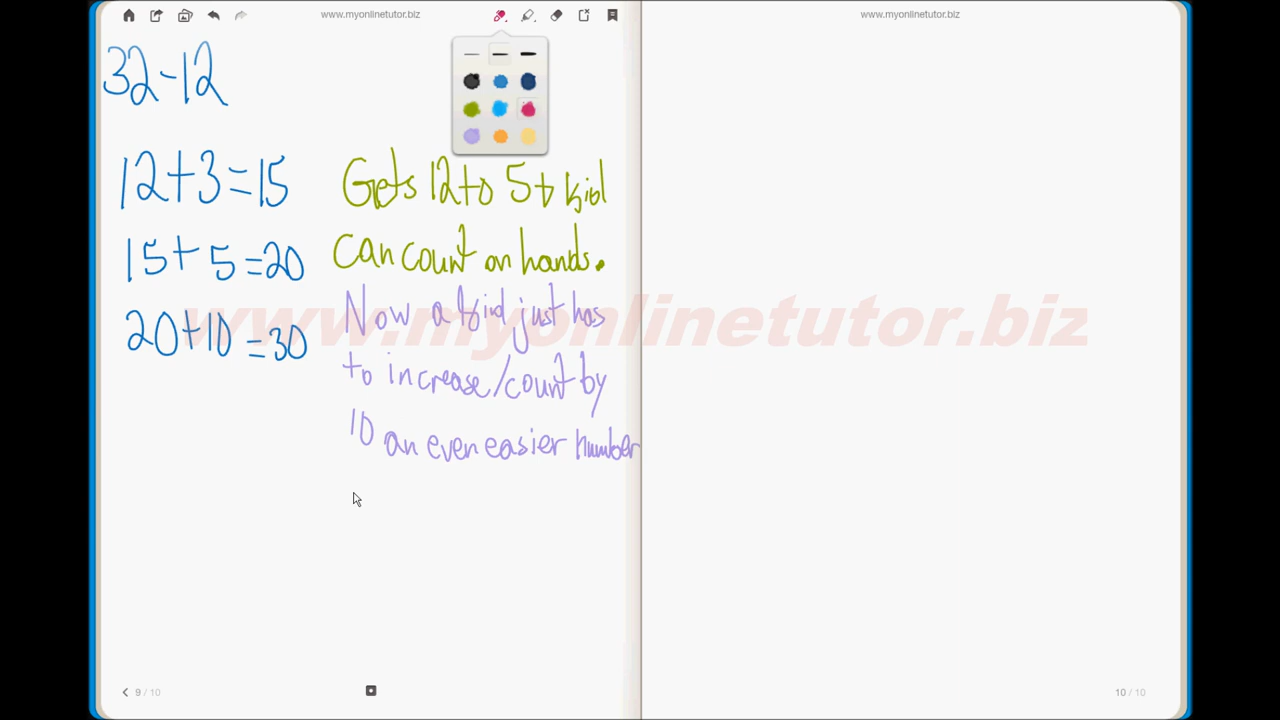 www.myonlinetutor.biz
www.myonlinetutor.biz
32-12
12+3=15
15+5=20
20+10=30
Gets 12 to 5 + kid
can count on hands.
Now a kid just has
to increase/count by
10 an even easier number
www.myonlinetutor.biz
9 / 10
10 / 10